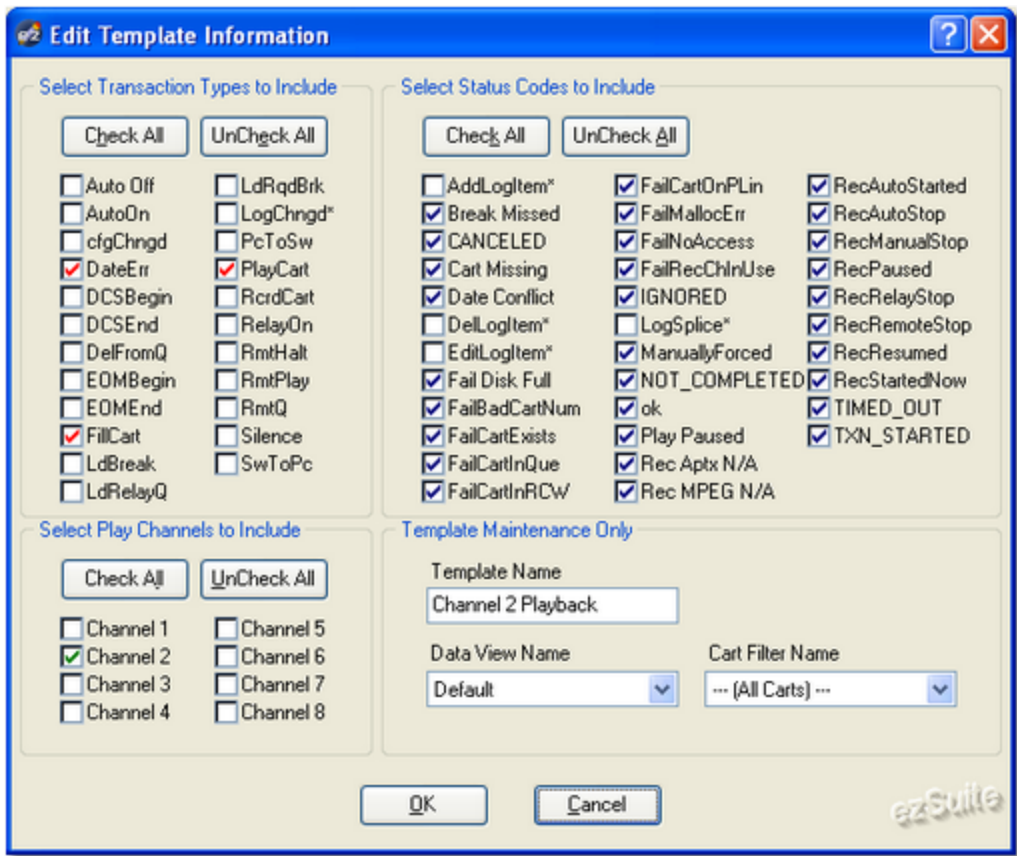 Edit Template Information
Select Transaction Types to Include
Check All
UnCheck All
Auto Off
AutoOn
cfgChngd
DateErr
DCSBegin
DCSEnd
DelFromQ
EOMBegin
EOMEnd
FillCart
LdBreak
LdRelayQ
LdRqdBrk
LogChngd*
PcToSw
PlayCart
RcrdCart
RelayOn
RmtHalt
RmtPlay
RmtQ
Silence
SwToPc
Select Status Codes to Include
Check All
UnCheck All
AddLogItem*
Break Missed
CANCELED
Cart Missing
Date Conflict
DelLogItem*
EditLogItem*
Fail Disk Full
FailBadCartNum
FailCartExists
FailCartInQue
FailCartInRCW
FailCartOnPLin
FailMallocErr
FailNoAccess
FailRecChInUse
IGNORED
LogSplice*
ManuallyForced
NOT_COMPLETED
ok
Play Paused
Rec Aptx N/A
Rec MPEG N/A
RecAutoStarted
RecAutoStop
RecManualStop
RecPaused
RecRelayStop
RecRemoteStop
RecResumed
RecStartedNow
TIMED_OUT
TXN_STARTED
Select Play Channels to Include
Check All
UnCheck All
Channel 1
Channel 2
Channel 3
Channel 4
Channel 5
Channel 6
Channel 7
Channel 8
Template Maintenance Only
Template Name
Channel 2 Playback
Data View Name
Default
Cart Filter Name
--- (All Carts) ---
OK
Cancel
ezSuite